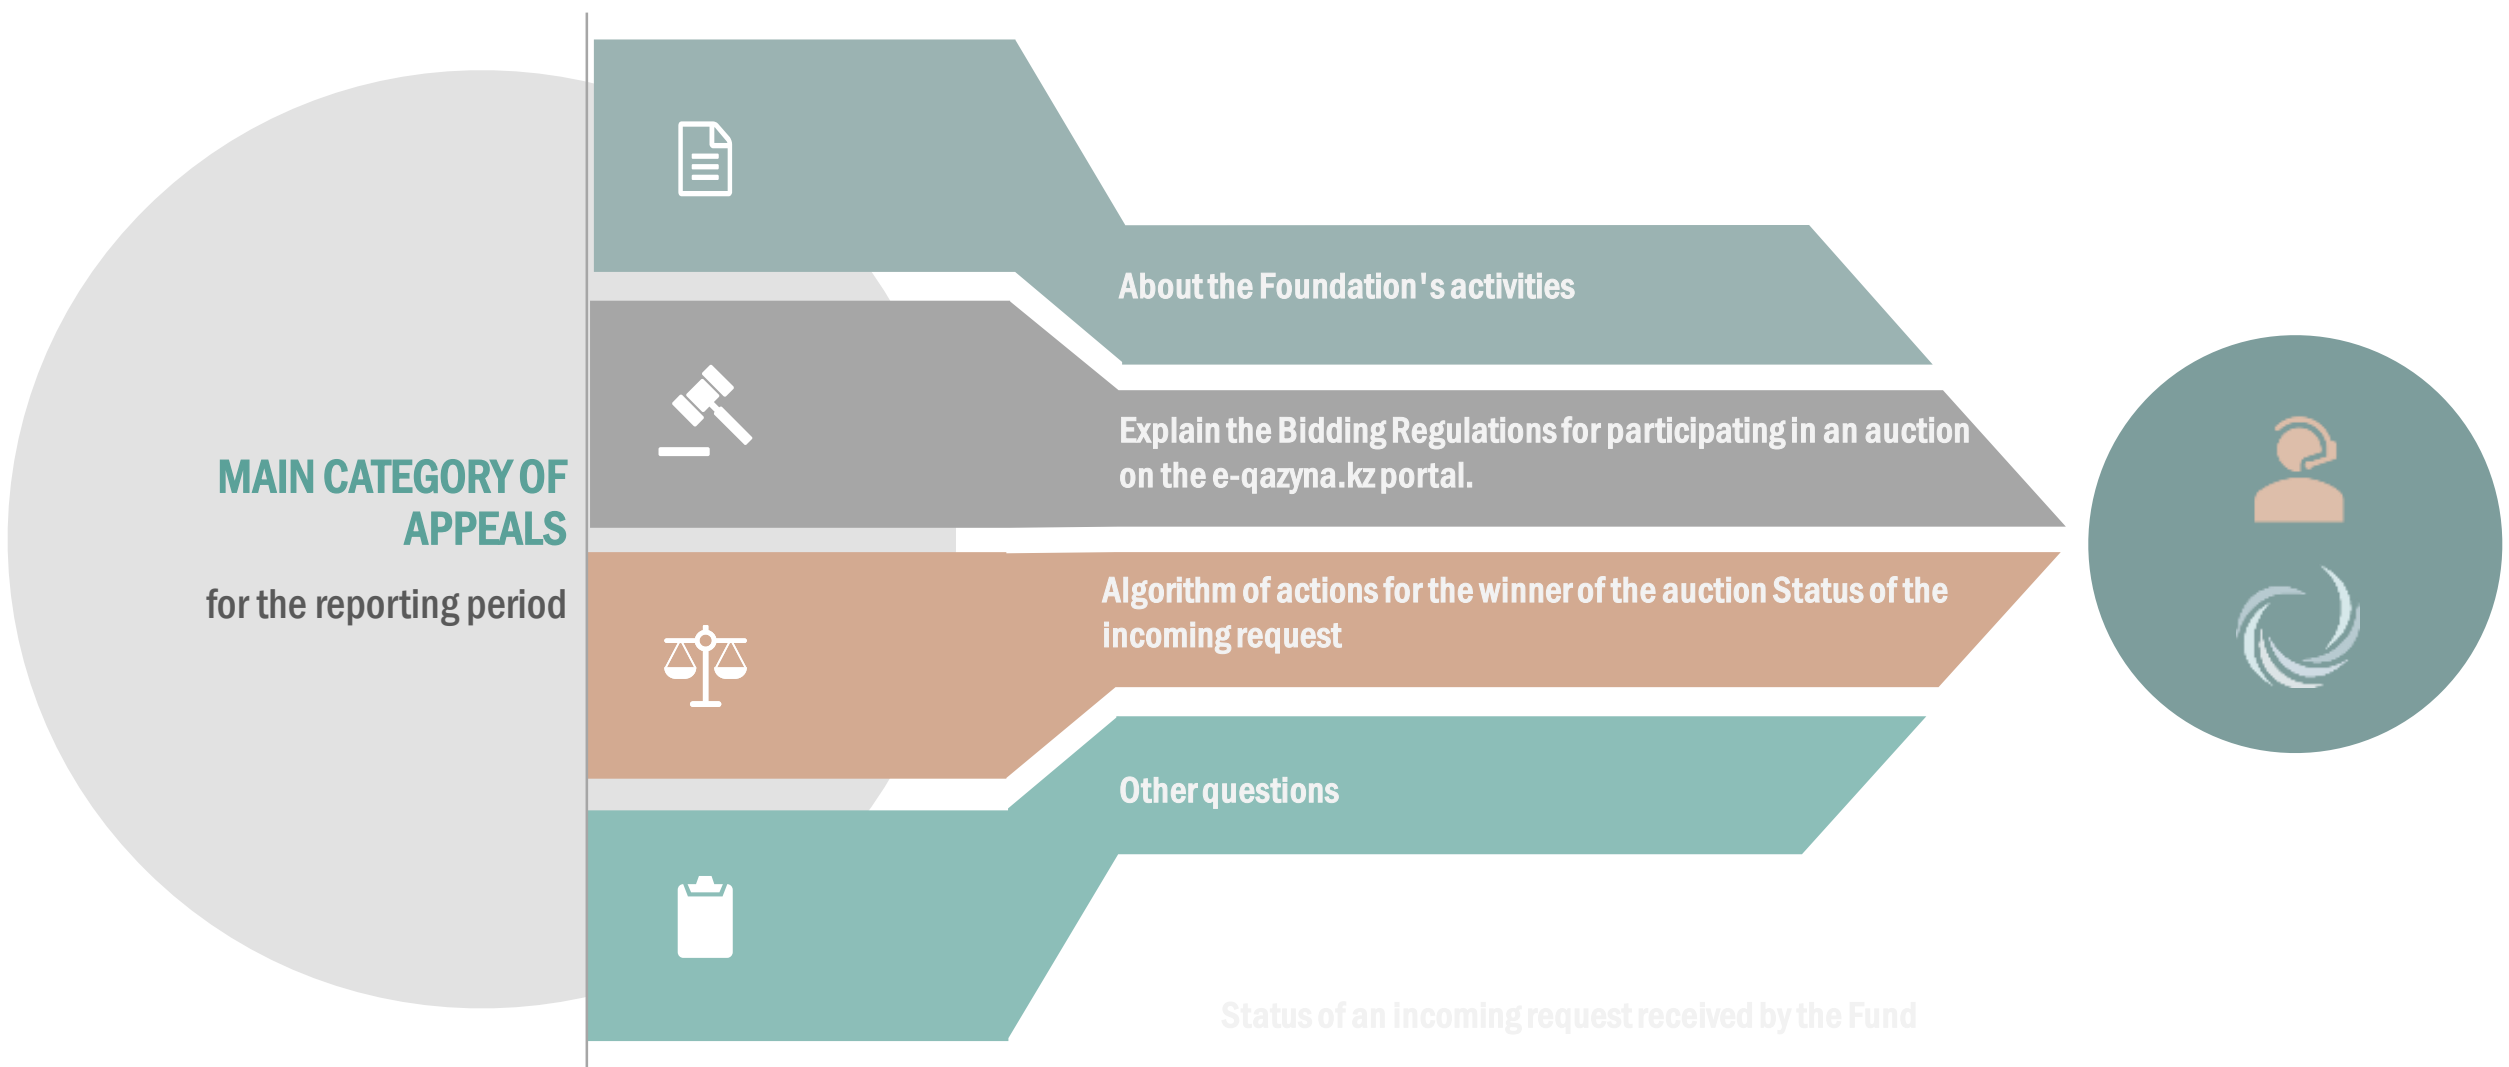 MAIN CATEGORY OF
APPEALS
for the reporting period
About the Foundation's activities
Explain the Bidding Regulations for participating in an auction
on the e-qazyna.kz portal.
Algorithm of actions for the winner of the auction Status of the
incoming request
Other questions
Status of an incoming request received by the Fund